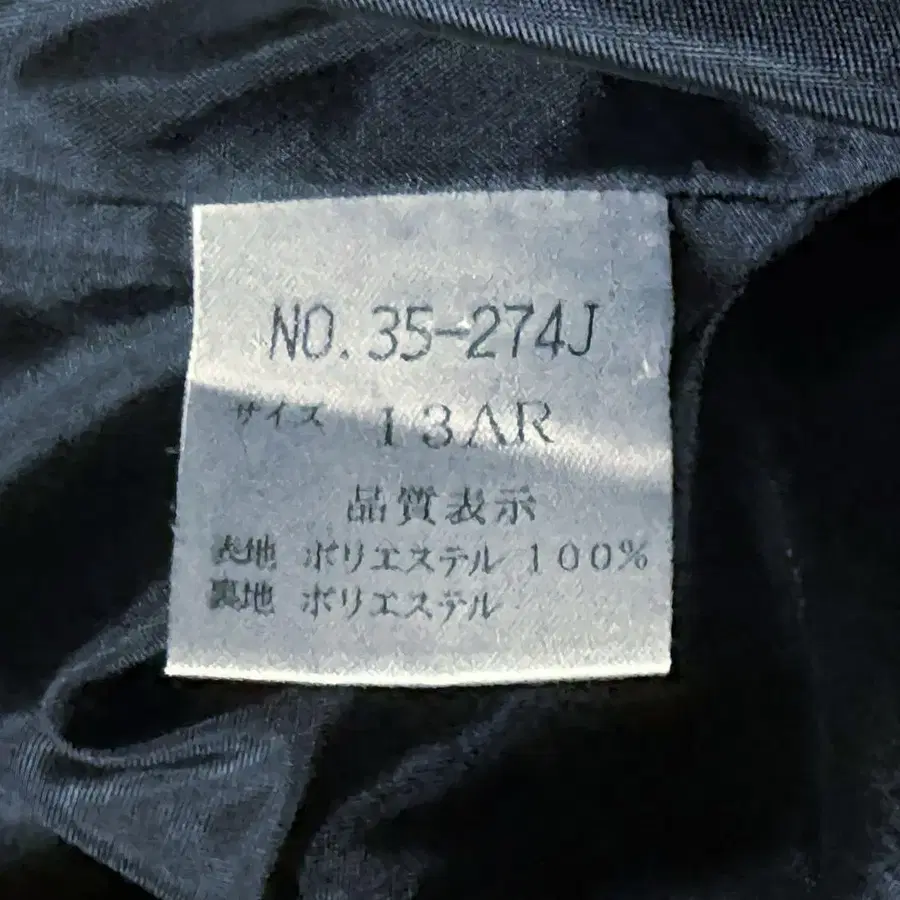 NO.35-274J
サイズ 13AR
品質表示
表地 ポリエステル 100%
裏地 ポリエステル